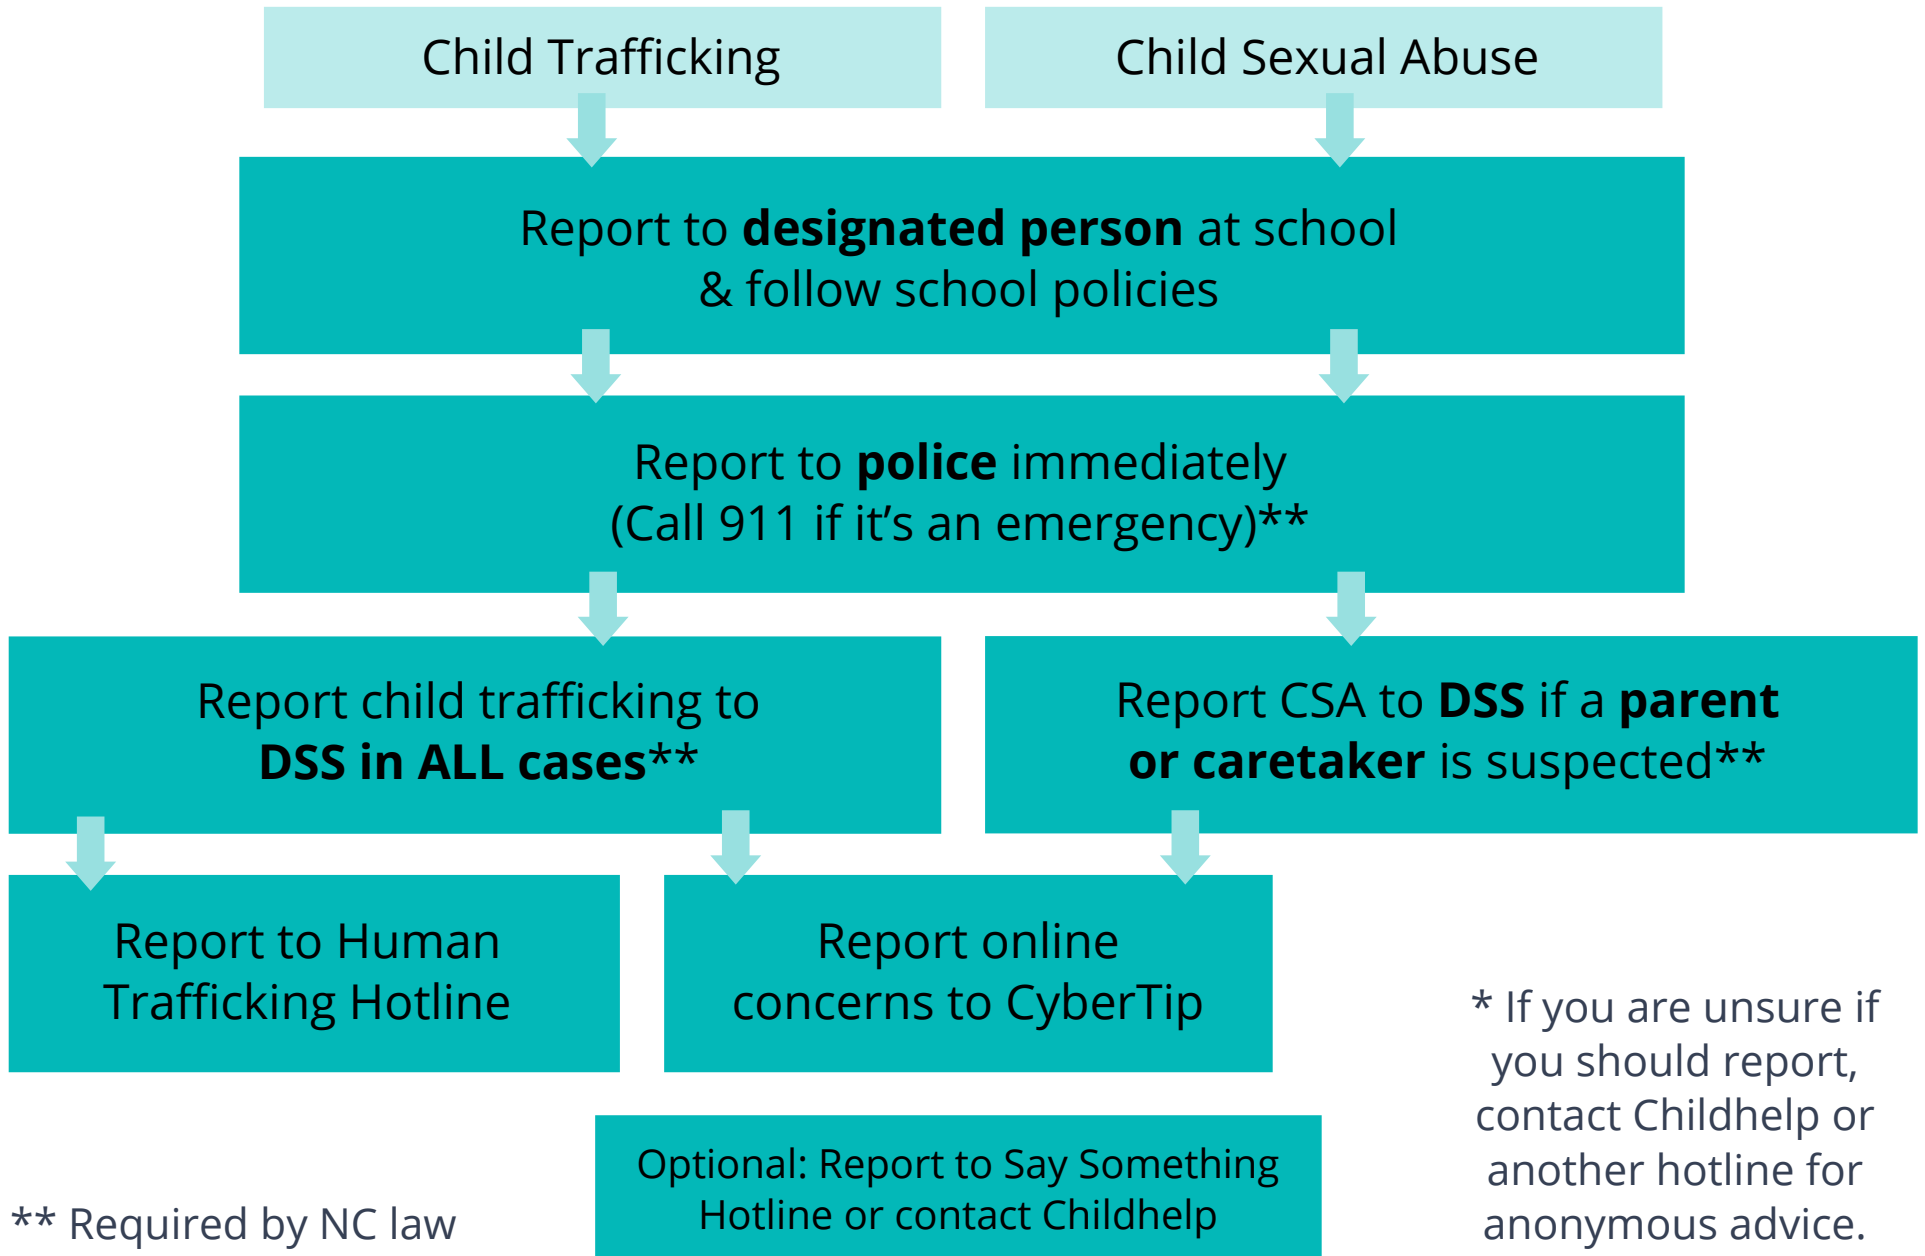 Child Trafficking
Child Sexual Abuse
Report to designated person at school
& follow school policies
Report to police immediately
(Call 911 if it’s an emergency)**
Report child trafficking to
DSS in ALL cases**
Report CSA to DSS if a parent
or caretaker is suspected**
Report to Human
Trafficking Hotline
Report online
concerns to CyberTip
* If you are unsure if
you should report,
contact Childhelp or
another hotline for
anonymous advice.
Optional: Report to Say Something
Hotline or contact Childhelp
** Required by NC law